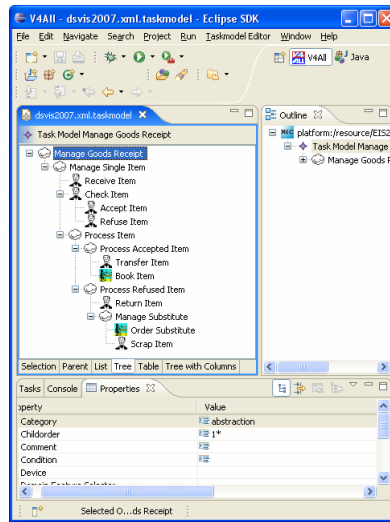 V4All - dsvis2007.xml.taskmodel - Eclipse SDK
File Edit Navigate Search Project Run Taskmodel Editor Window Help
V4All Java
dsvis2007.xml.taskmodel
Task Model Manage Goods Receipt
Manage Goods Receipt
Manage Single Item
Receive Item
Check Item
Accept Item
Refuse Item
Process Item
Process Accepted Item
Transfer Item
Book Item
Process Refused Item
Return Item
Manage Substitute
Order Substitute
Scrap Item
Selection Parent List Tree Table Tree with Columns
Outline
platform:/resource/EIS2
Task Model Manage
Manage Goods R
Tasks Console Properties
operty Value
Category abstraction
Childorder 1*
Comment
Condition
Device
Selected O...ds Receipt